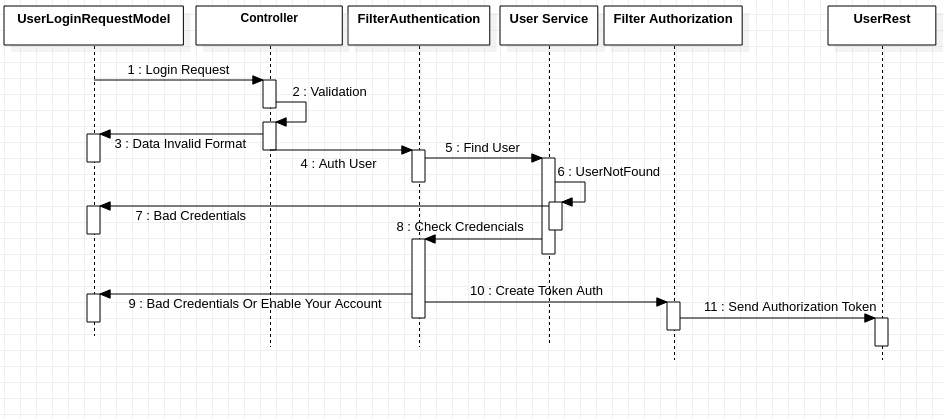 UserLoginRequestModel
Controller
FilterAuthentication
User Service
Filter Authorization
UserRest
1 : Login Request
2 : Validation
3 : Data Invalid Format
4 : Auth User
5 : Find User
6 : UserNotFound
7 : Bad Credentials
8 : Check Credencials
9 : Bad Credentials Or Enable Your Account
10 : Create Token Auth
11 : Send Authorization Token